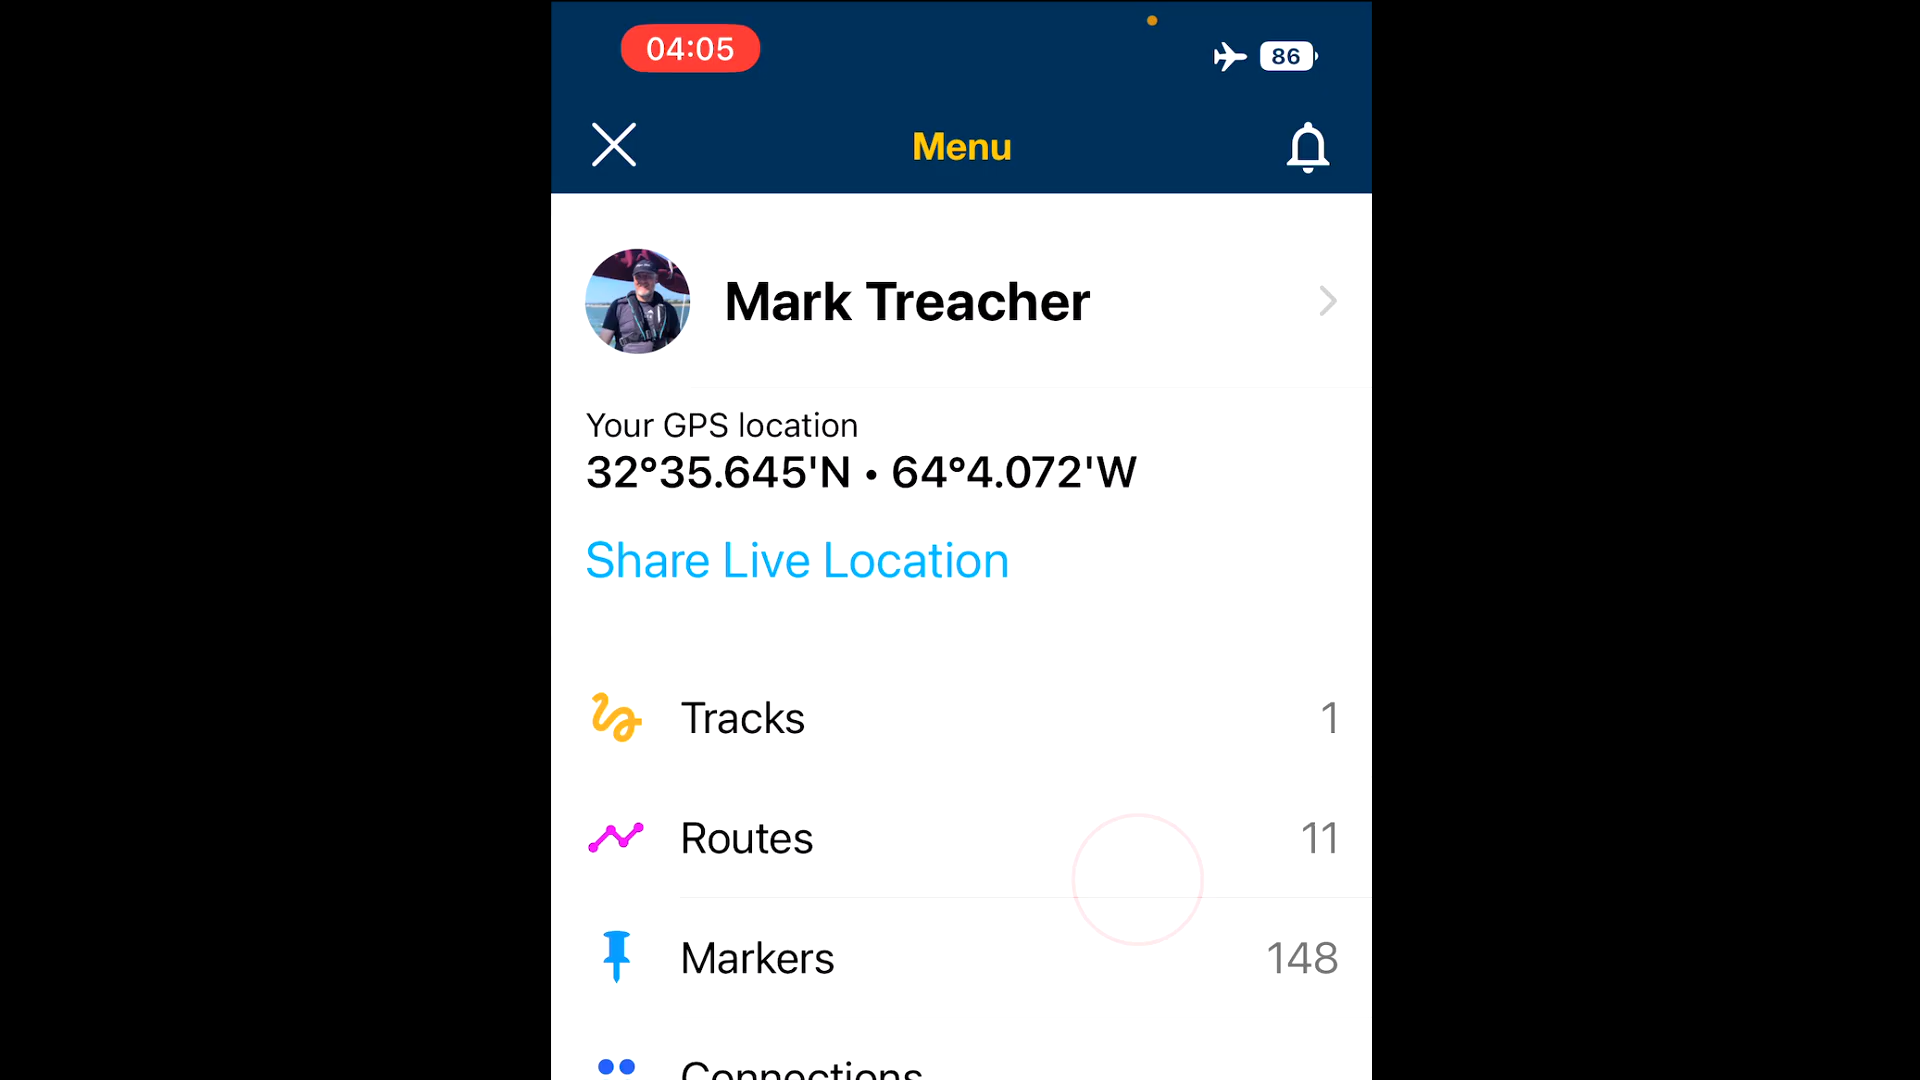 04:05
86
Menu
Mark Treacher
Your GPS location
32°35.645'N • 64°4.072'W
Share Live Location
Tracks 1
Routes 11
Markers 148
Connections